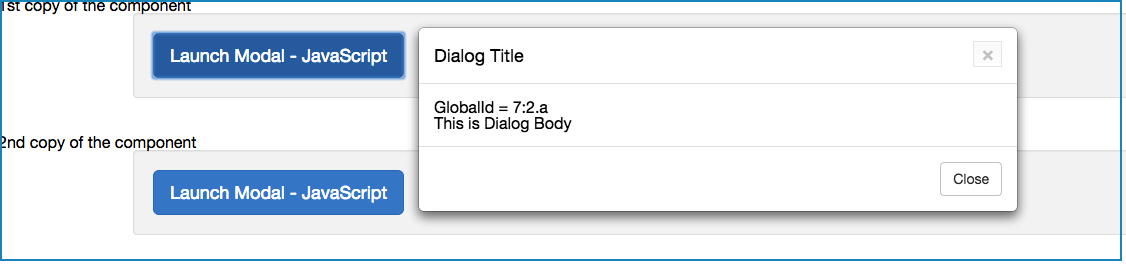 1st copy of the component
Launch Modal - JavaScript
Dialog Title
×
GlobalId = 7:2.a
This is Dialog Body
Close
2nd copy of the component
Launch Modal - JavaScript